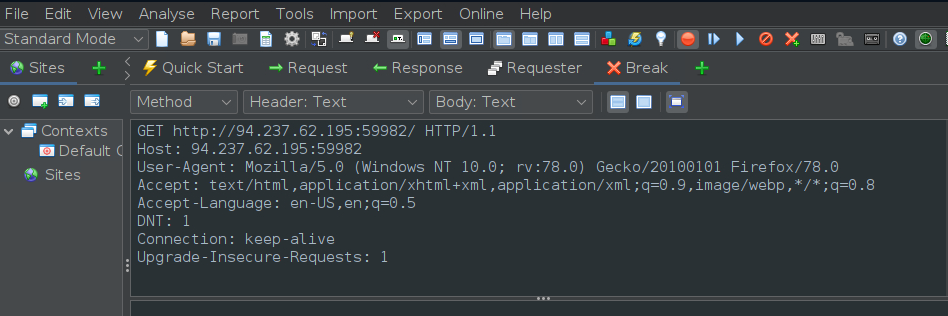 File Edit View Analyse Report Tools Import Export Online Help
Standard Mode
Sites Quick Start Request Response Requester Break
Method Header: Text Body: Text
Contexts
Default C
Sites
GET http://94.237.62.195:59982/ HTTP/1.1
Host: 94.237.62.195:59982
User-Agent: Mozilla/5.0 (Windows NT 10.0; rv:78.0) Gecko/20100101 Firefox/78.0
Accept: text/html,application/xhtml+xml,application/xml;q=0.9,image/webp,*/*;q=0.8
Accept-Language: en-US,en;q=0.5
DNT: 1
Connection: keep-alive
Upgrade-Insecure-Requests: 1